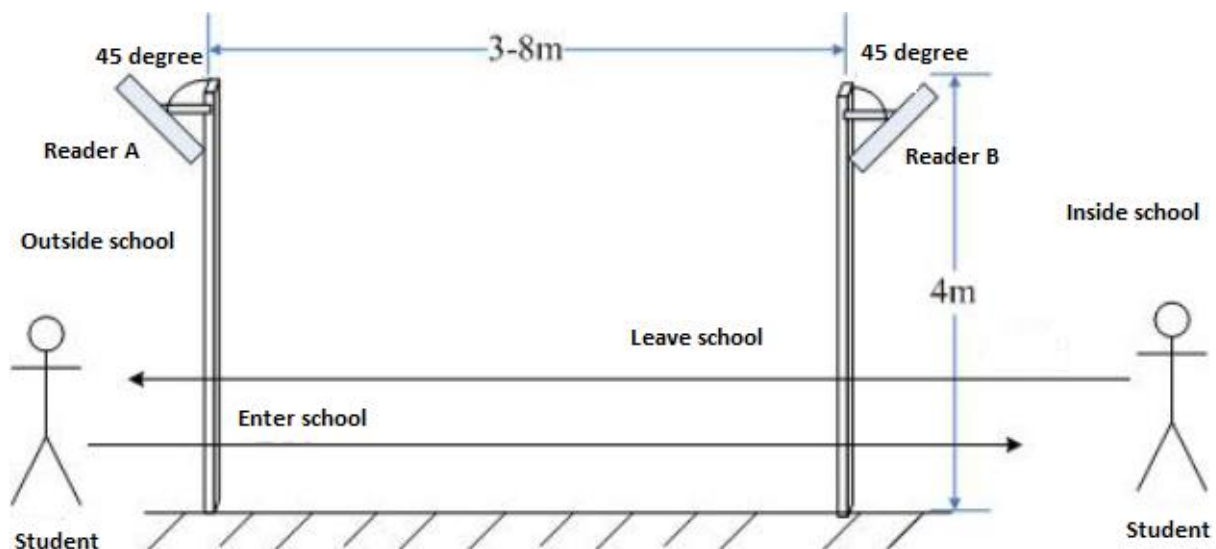 45 degree
3-8m
45 degree
Reader A
Reader B
Inside school
Outside school
4m
Leave school
Enter school
Student
Student